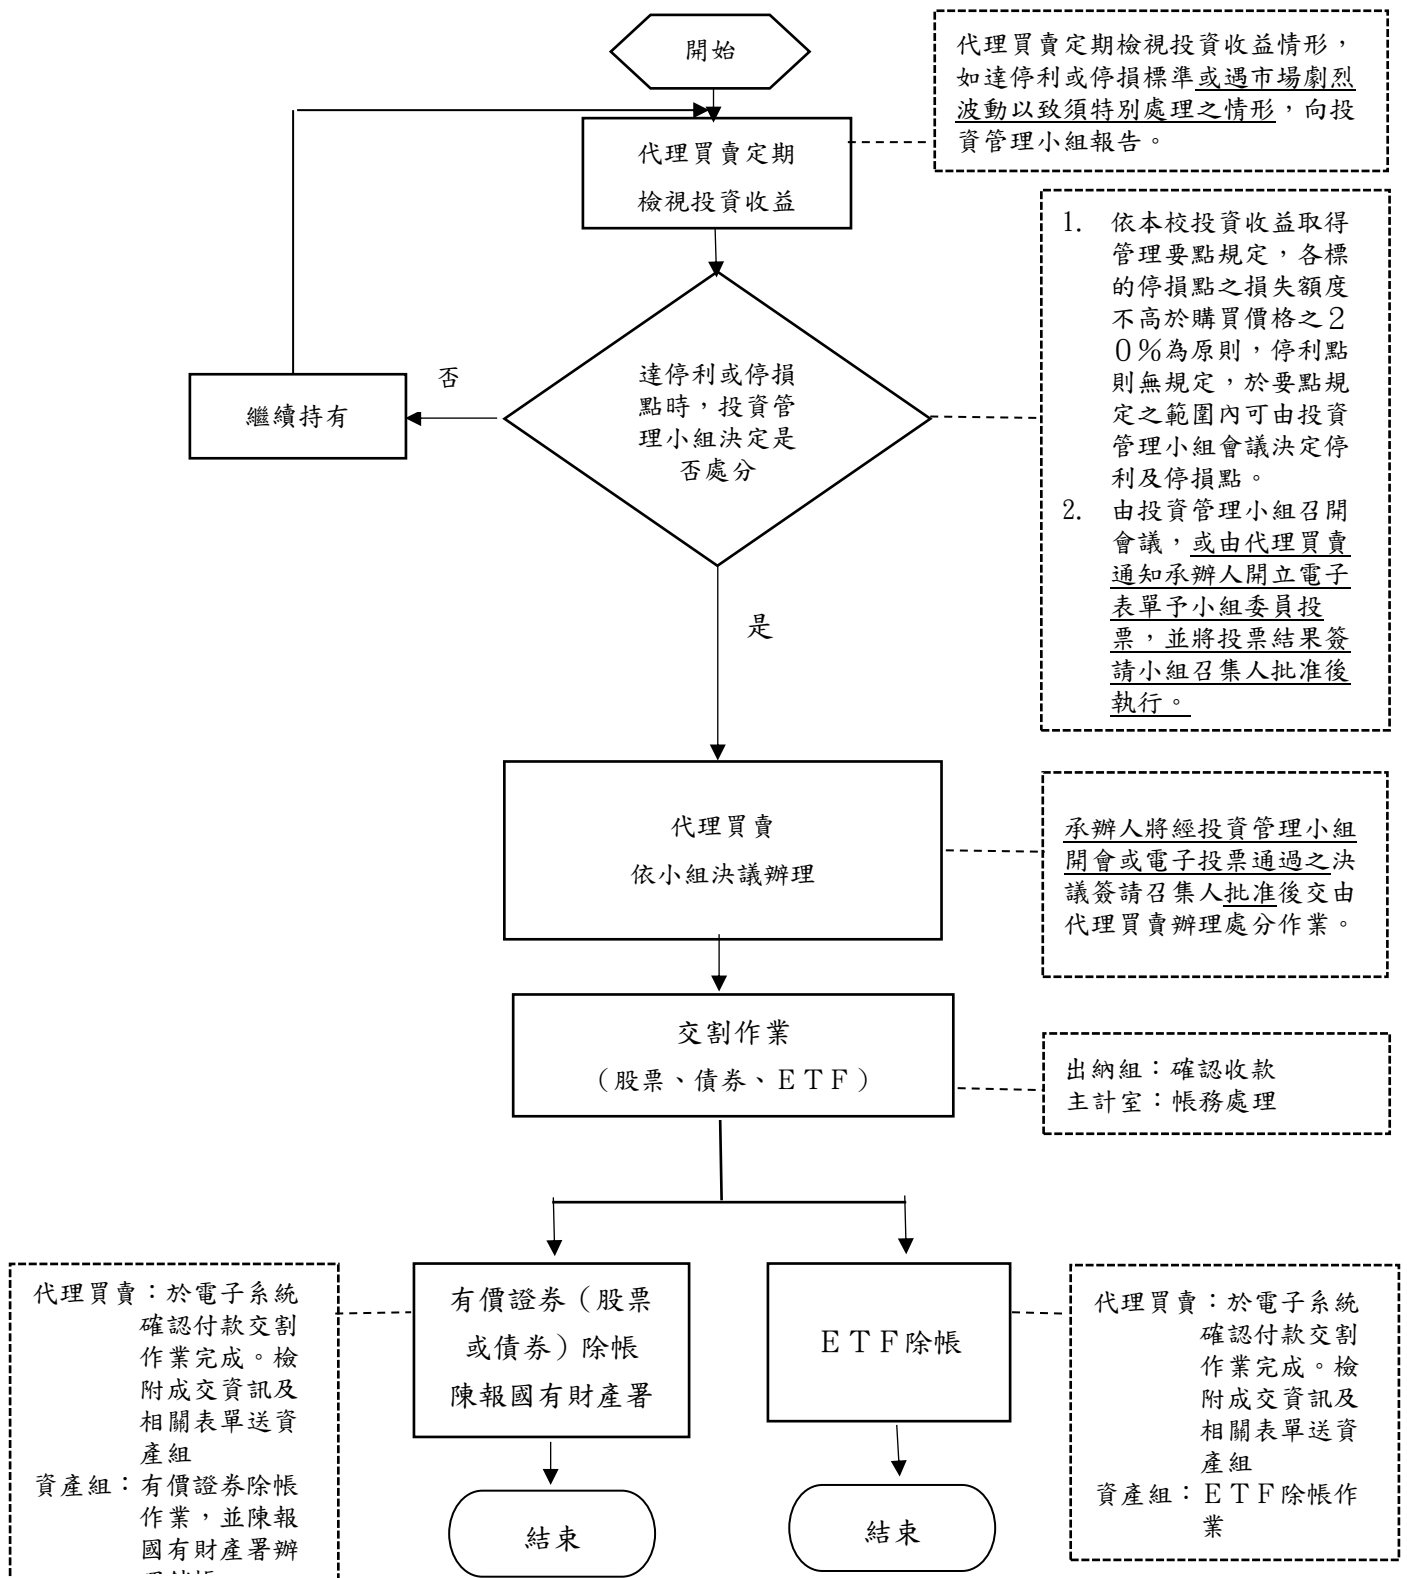 開始
代理買賣定期檢視投資收益情形，
如達停利或停損標準或遇市場劇烈
波動以致須特別處理之情形，向投
資管理小組報告。
代理買賣定期
檢視投資收益
1. 依本校投資收益取得
管理要點規定，各標
的停損點之損失額度
不高於購買價格之２
０％為原則，停利點
則無規定，於要點規
定之範圍內可由投資
管理小組會議決定停
利及停損點。
2. 由投資管理小組召開
會議，或由代理買賣
通知承辦人開立電子
表單予小組委員投
票，並將投票結果簽
請小組召集人批准後
執行。
達停利或停損
點時，投資管
理小組決定是
否處分
否
繼續持有
是
代理買賣
依小組決議辦理
承辦人將經投資管理小組
開會或電子投票通過之決
議簽請召集人批准後交由
代理買賣辦理處分作業。
交割作業
（股票、債券、ＥＴＦ）
出納組：確認收款
主計室：帳務處理
代理買賣：於電子系統
確認付款交割
作業完成。檢
附成交資訊及
相關表單送資
產組
資產組：有價證券除帳
作業，並陳報
國有財產署辦
有價證券（股票
或債券）除帳
陳報國有財產署
結束
ＥＴＦ除帳
結束
代理買賣：於電子系統
確認付款交割
作業完成。檢
附成交資訊及
相關表單送資
產組
資產組：ＥＴＦ除帳作
業